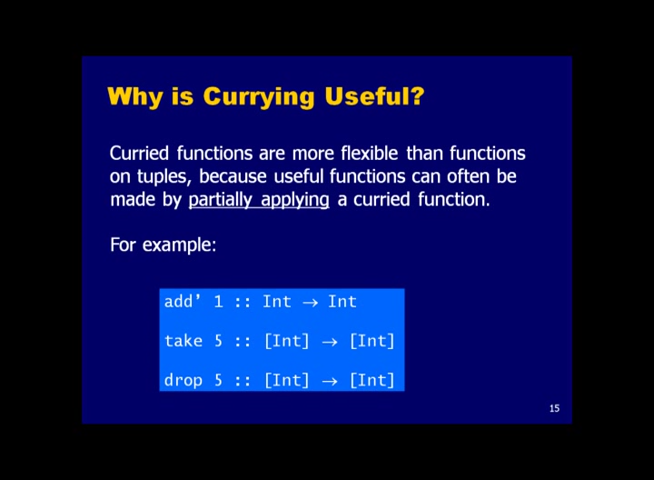 Why is Currying Useful?
Curried functions are more flexible than functions
on tuples, because useful functions can often be
made by partially applying a curried function.
For example:
add’ 1 :: Int → Int
take 5 :: [Int] → [Int]
drop 5 :: [Int] → [Int]
15